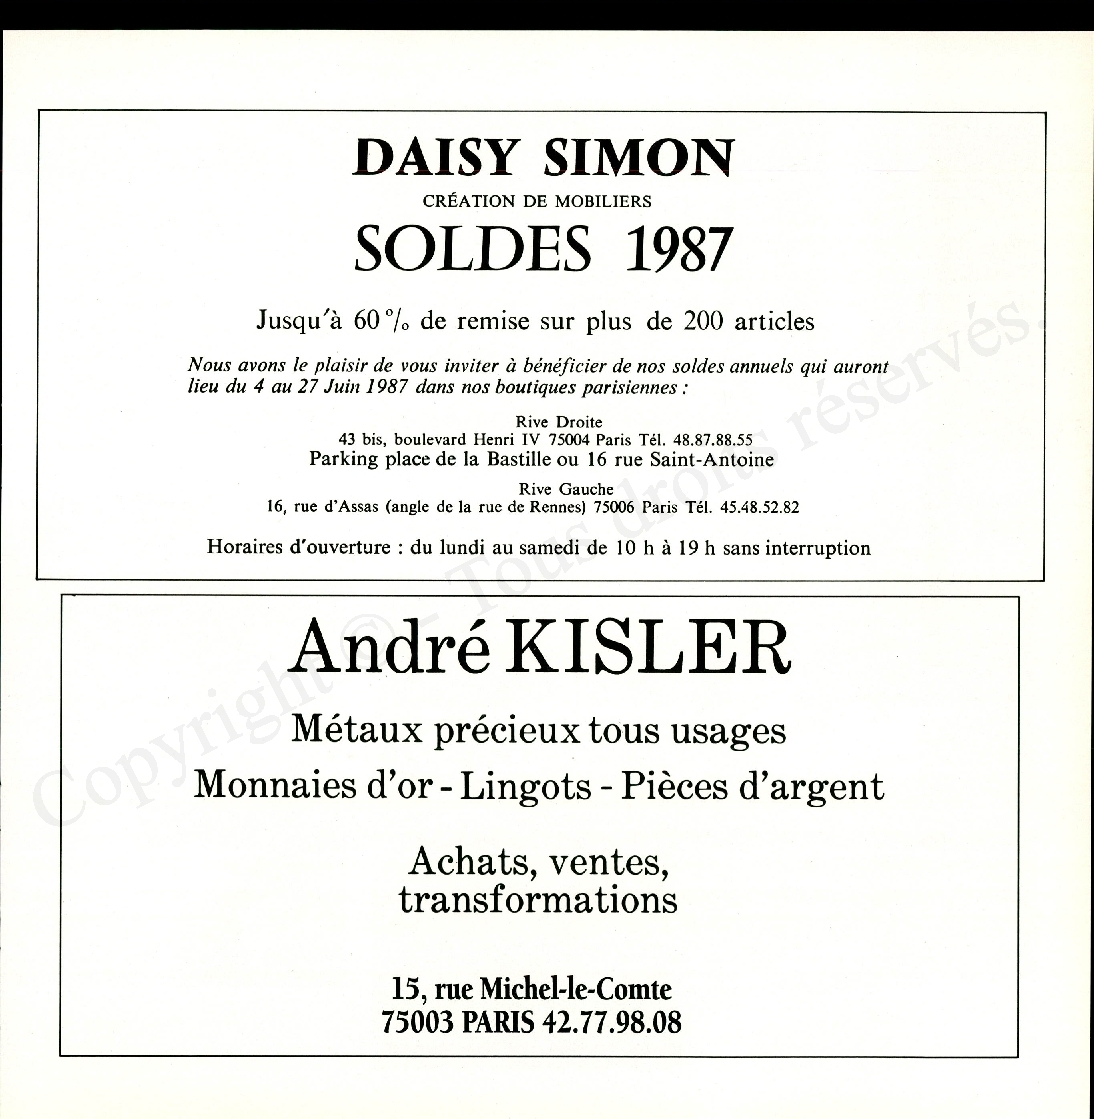 DAISY SIMON
CRÉATION DE MOBILIERS
SOLDES 1987
Jusqu'à 60 % de remise sur plus de 200 articles
Nous avons le plaisir de vous inviter à bénéficier de nos soldes annuels qui auront
lieu du 4 au 27 Juin 1987 dans nos boutiques parisiennes :
Rive Droite
43 bis, boulevard Henri IV 75004 Paris Tél. 48.87.88.55
Parking place de la Bastille ou 16 rue Saint-Antoine
Rive Gauche
16, rue d'Assas (angle de la rue de Rennes) 75006 Paris Tél. 45.48.52.82
Horaires d'ouverture : du lundi au samedi de 10 h à 19 h sans interruption
André KISLER
Métaux précieux tous usages
Monnaies d'or - Lingots - Pièces d'argent
Achats, ventes,
transformations
15, rue Michel-le-Comte
75003 PARIS 42.77.98.08
Copyright © - Tous droits réservés.